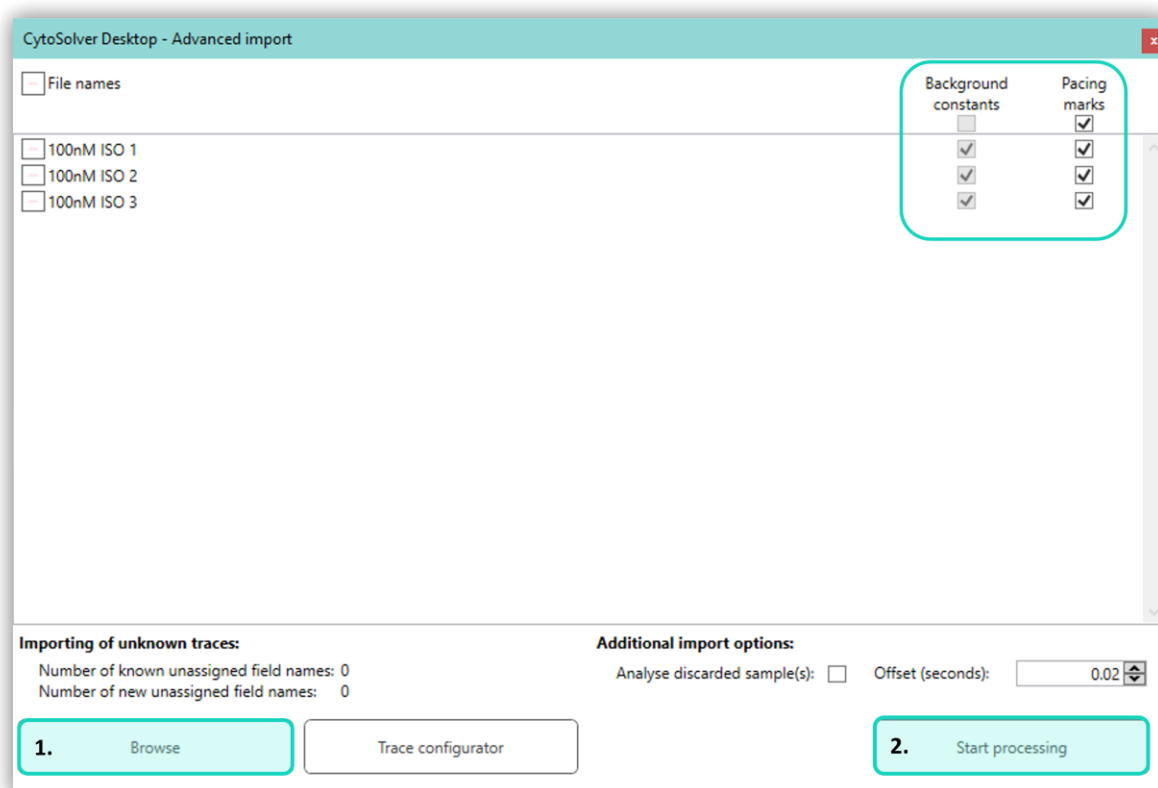 CytoSolver Desktop - Advanced import
x
File names
Background
constants
Pacing
marks
100nM ISO 1
100nM ISO 2
100nM ISO 3
Importing of unknown traces:
Number of known unassigned field names: 0
Number of new unassigned field names: 0
Additional import options:
Analyse discarded sample(s):
Offset (seconds): 0.02
1. Browse
Trace configurator
2. Start processing